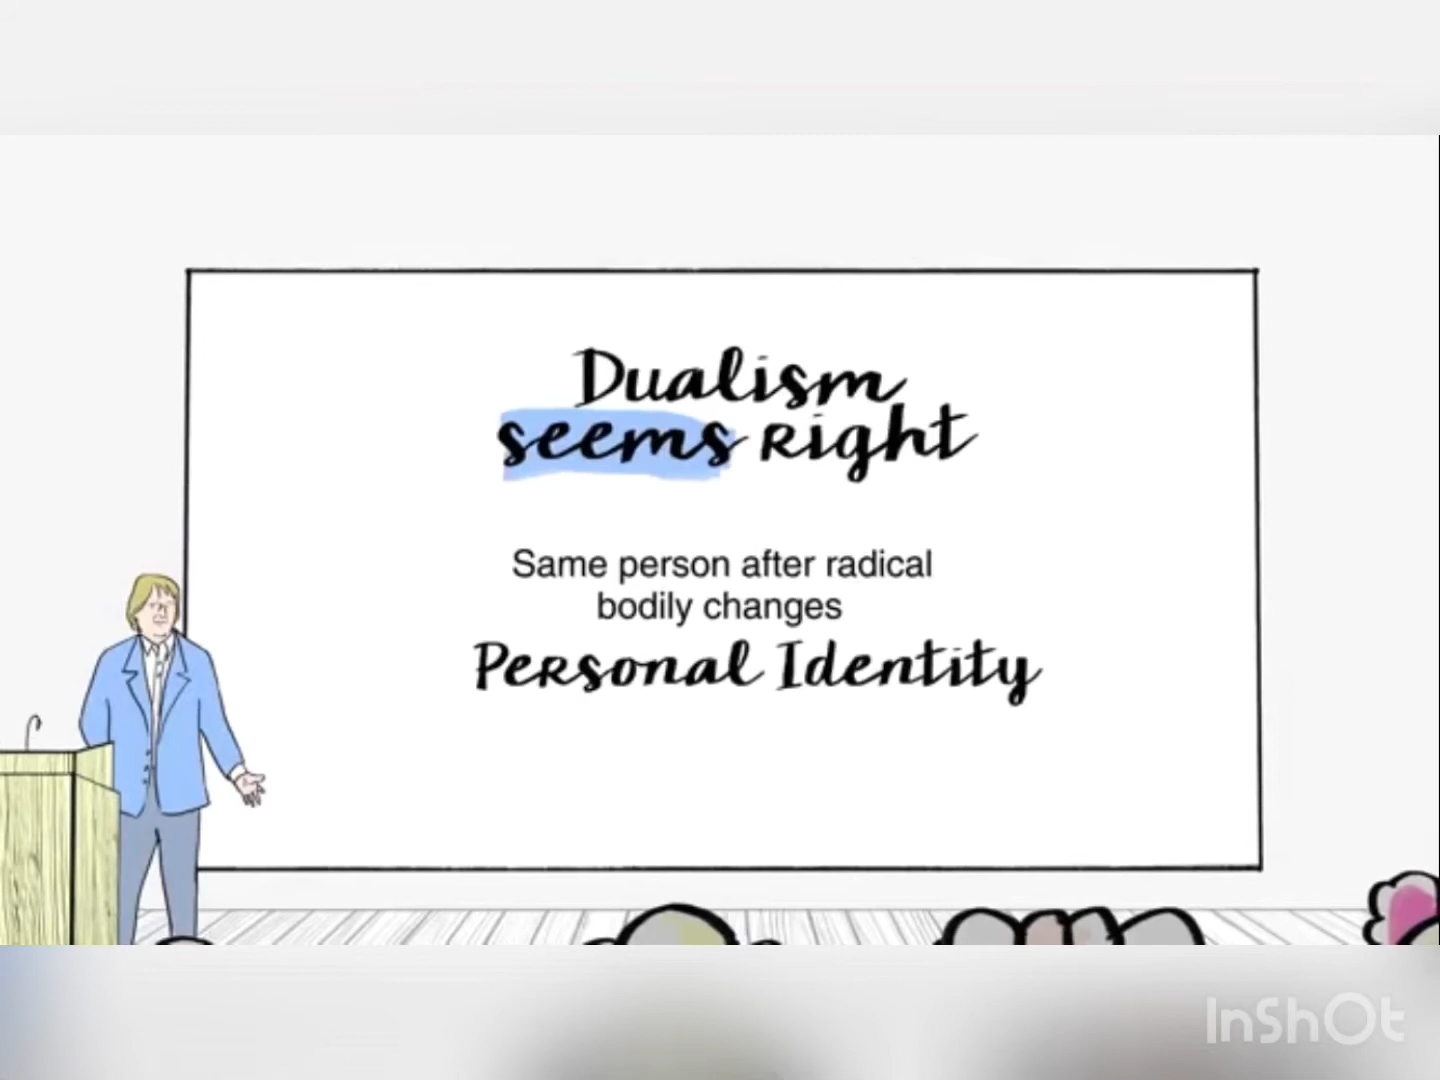 Dualism
seems Right
Same person after radical
bodily changes
Personal Identity
InShOt